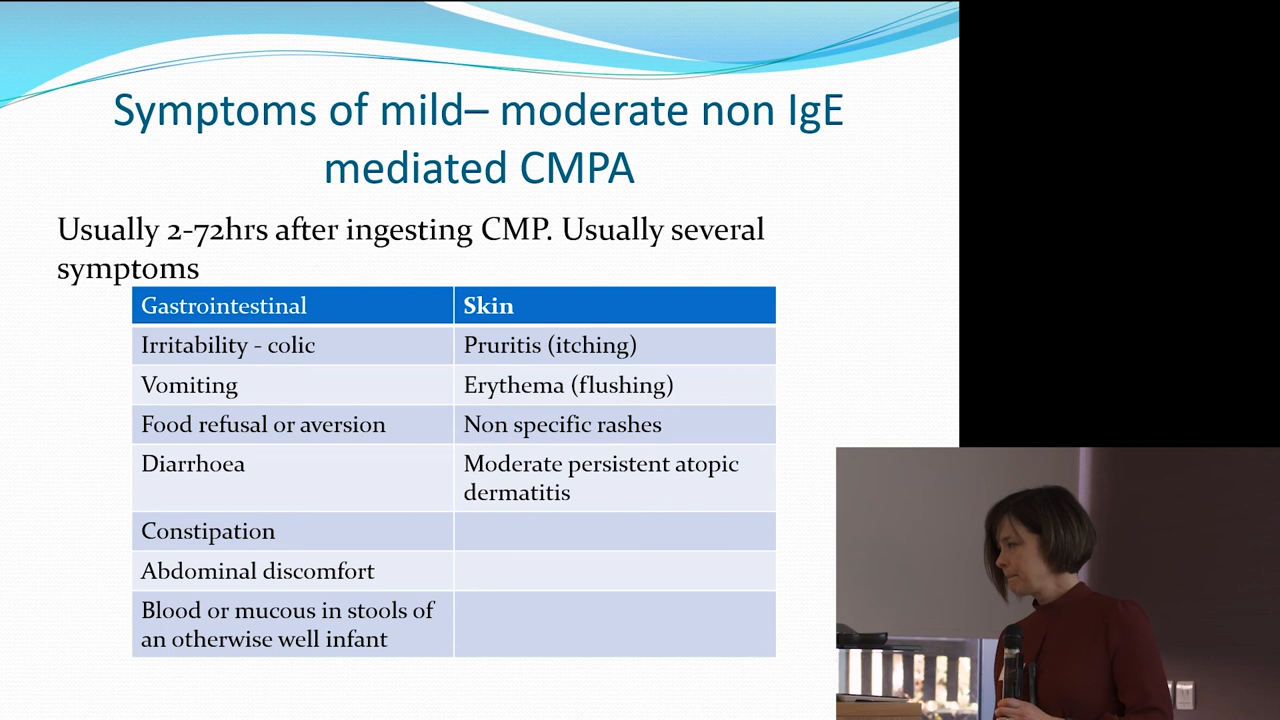 Symptoms of mild– moderate non IgE
mediated CMPA
Usually 2-72hrs after ingesting CMP. Usually several
symptoms
Gastrointestinal
Skin
Irritability - colic
Pruritis (itching)
Vomiting
Erythema (flushing)
Food refusal or aversion
Non specific rashes
Diarrhoea
Moderate persistent atopic
dermatitis
Constipation
Abdominal discomfort
Blood or mucous in stools of
an otherwise well infant